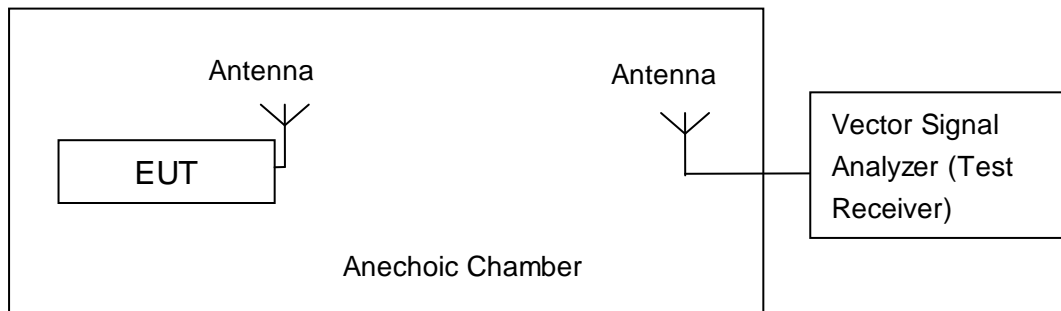 Antenna
Antenna
EUT
Vector Signal
Analyzer (Test
Receiver)
Anechoic Chamber